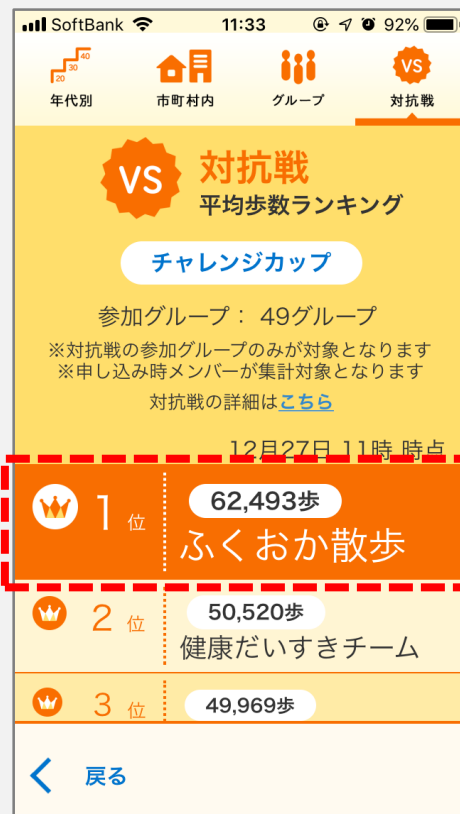 SoftBank 11:33 92%
40
30
20
年代別 市町村内 グループ VS 対抗戦
VS 対抗戦
平均歩数ランキング
チャレンジカップ
参加グループ： 49グループ
※対抗戦の参加グループのみが対象となります
※申し込み時メンバーが集計対象となります
対抗戦の詳細はこちら
12月27日 11時 時点
1位 62,493歩
ふくおか散歩
2位 50,520歩
健康だいすきチーム
3位 49,969歩
戻る